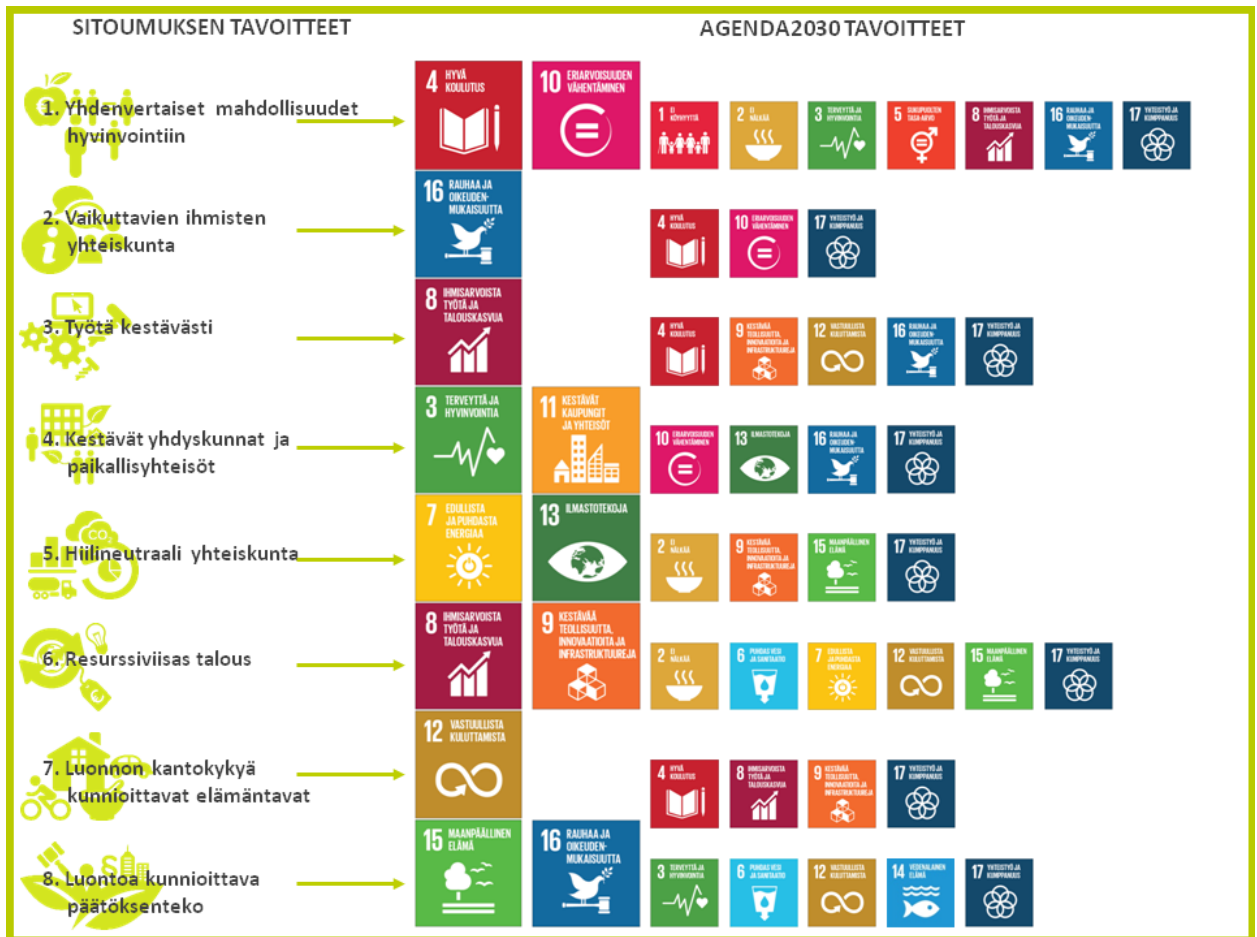 SITOUMUKSEN TAVOITTEET
AGENDA2030 TAVOITTEET
1. Yhdenvertaiset mahdollisuudet
hyvinvointiin
4 HYVÄ
KOULUTUS
10 ERIARVOISUUDEN
VÄHENTÄMINEN
1 EI
KÖYHYYTTÄ
2 EI
NÄLKÄÄ
3 TERVEYTTÄ JA
HYVINVOINTIA
5 SUKUPUOLTEN
TASA-ARVO
8 IHMISARVOISTA
TYÖTÄ JA
TALOUSKASVUA
16 RAUHAA JA
OIKEUDEN-
MUKAISUUTTA
17 YHTEISTYÖ JA
KUMPPANUUS
2. Vaikuttavien ihmisten
yhteiskunta
i
16 RAUHAA JA
OIKEUDEN-
MUKAISUUTTA
4 HYVÄ
KOULUTUS
10 ERIARVOISUUDEN
VÄHENTÄMINEN
17 YHTEISTYÖ JA
KUMPPANUUS
3. Työtä kestävästi
8 IHMISARVOISTA
TYÖTÄ JA
TALOUSKASVUA
4 HYVÄ
KOULUTUS
9 KESTÄVÄÄ
TEOLLISUUTTA,
INNOVAATIOITA JA
INFRASTRUKTUUREJA
12 VASTUULLISTA
KULUTTAMISTA
16 RAUHAA JA
OIKEUDEN-
MUKAISUUTTA
17 YHTEISTYÖ JA
KUMPPANUUS
4. Kestävät yhdyskunnat ja
paikallisyhteisöt
3 TERVEYTTÄ JA
HYVINVOINTIA
11 KESTÄVÄT
KAUPUNGIT
JA YHTEISÖT
10 ERIARVOISUUDEN
VÄHENTÄMINEN
13 ILMASTOTEKOJA
16 RAUHAA JA
OIKEUDEN-
MUKAISUUTTA
17 YHTEISTYÖ JA
KUMPPANUUS
CO2
5. Hiilineutraali yhteiskunta
7 EDULLISTA
JA PUHDASTA
ENERGIAA
13 ILMASTOTEKOJA
2 EI
NÄLKÄÄ
9 KESTÄVÄÄ
TEOLLISUUTTA,
INNOVAATIOITA JA
INFRASTRUKTUUREJA
15 MAANPÄÄLLINEN
ELÄMÄ
17 YHTEISTYÖ JA
KUMPPANUUS
6. Resurssiviisas talous
€
8 IHMISARVOISTA
TYÖTÄ JA
TALOUSKASVUA
9 KESTÄVÄÄ
TEOLLISUUTTA,
INNOVAATIOITA JA
INFRASTRUKTUUREJA
2 EI
NÄLKÄÄ
6 PUHDAS VESI
JA SANITAATIO
7 EDULLISTA
JA PUHDASTA
ENERGIAA
12 VASTUULLISTA
KULUTTAMISTA
15 MAANPÄÄLLINEN
ELÄMÄ
17 YHTEISTYÖ JA
KUMPPANUUS
7. Luonnon kantokykyä
kunnioittavat elämäntavat
12 VASTUULLISTA
KULUTTAMISTA
4 HYVÄ
KOULUTUS
8 IHMISARVOISTA
TYÖTÄ JA
TALOUSKASVUA
9 KESTÄVÄÄ
TEOLLISUUTTA,
INNOVAATIOITA JA
INFRASTRUKTUUREJA
17 YHTEISTYÖ JA
KUMPPANUUS
§
8. Luontoa kunnioittava
päätöksenteko
15 MAANPÄÄLLINEN
ELÄMÄ
16 RAUHAA JA
OIKEUDEN-
MUKAISUUTTA
3 TERVEYTTÄ JA
HYVINVOINTIA
6 PUHDAS VESI
JA SANITAATIO
12 VASTUULLISTA
KULUTTAMISTA
14 VEDENALAINEN
ELÄMÄ
17 YHTEISTYÖ JA
KUMPPANUUS